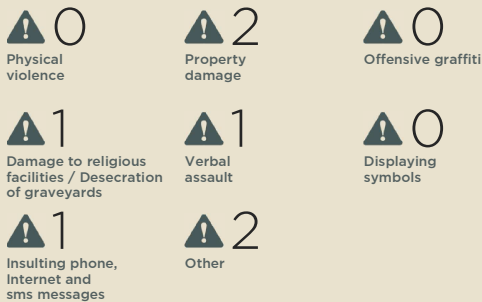 0
Physical
violence
2
Property
damage
0
Offensive graffiti
1
Damage to religious
facilities / Desecration
of graveyards
1
Verbal
assault
0
Displaying
symbols
1
Insulting phone,
Internet and
sms messages
2
Other